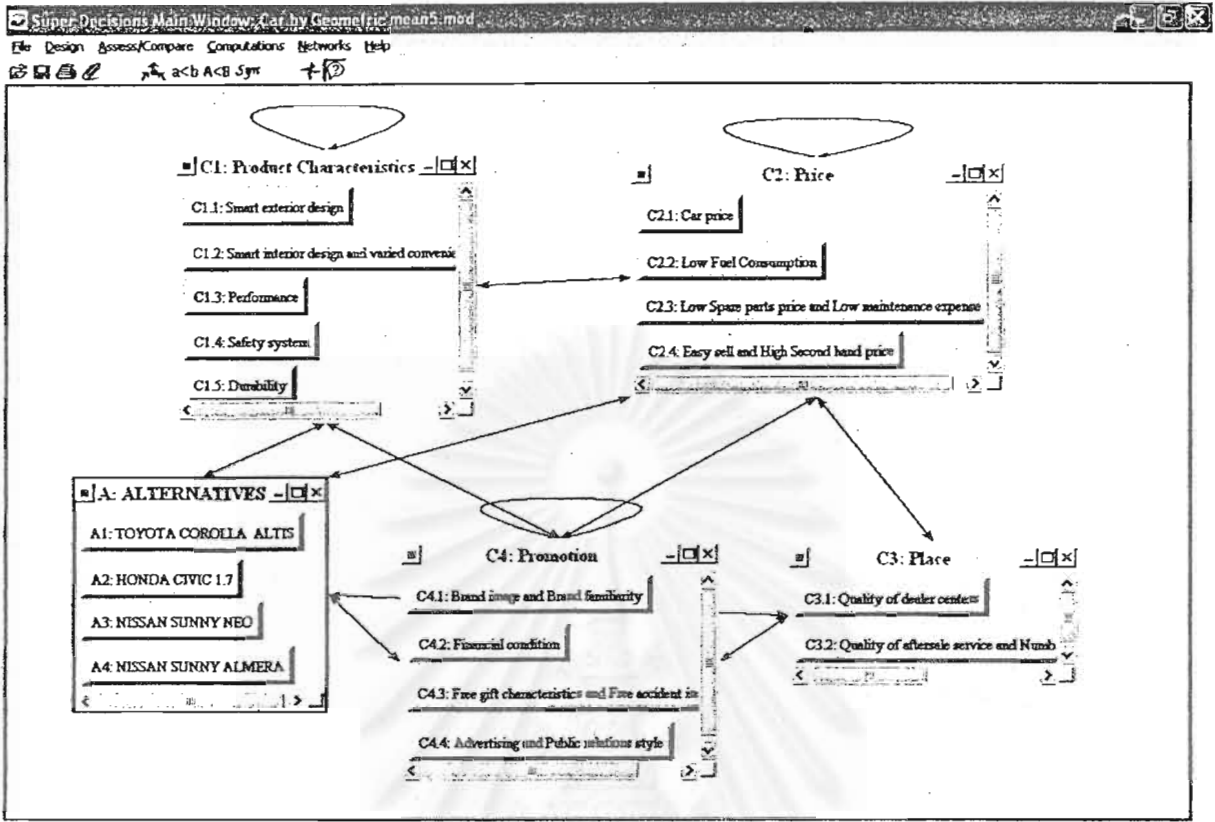 Super Decisions Main Window: Car by Geometric mean5.mod
File Design Assess/Compare Computations Networks Help
a<b A<B Syn
C1: Product Characteristics
C1.1: Smart exterior design
C1.2: Smart interior design and varied convenie
C1.3: Performance
C1.4: Safety system
C1.5: Durability
C2: Price
C2.1: Car price
C2.2: Low Fuel Consumption
C2.3: Low Spare parts price and Low maintenance expense
C2.4: Easy sell and High Second hand price
A: ALTERNATIVES
A1: TOYOTA COROLLA ALTIS
A2: HONDA CIVIC 1.7
A3: NISSAN SUNNY NEO
A4: NISSAN SUNNY ALMERA
C4: Promotion
C4.1: Brand image and Brand familiarity
C4.2: Financial condition
C4.3: Free gift characteristics and Free accident in
C4.4: Advertising and Public relations style
C3: Place
C3.1: Quality of dealer centers
C3.2: Quality of aftersale service and Numb